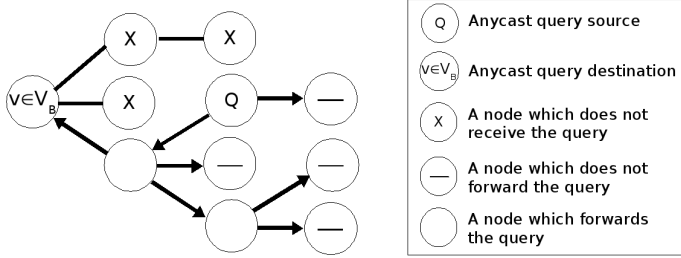 X
X
v∈V_B
X
Q
—
—
—
—
Q
Anycast query source
v∈V_B
Anycast query destination
X
A node which does not
receive the query
—
A node which does not
forward the query
A node which forwards
the query